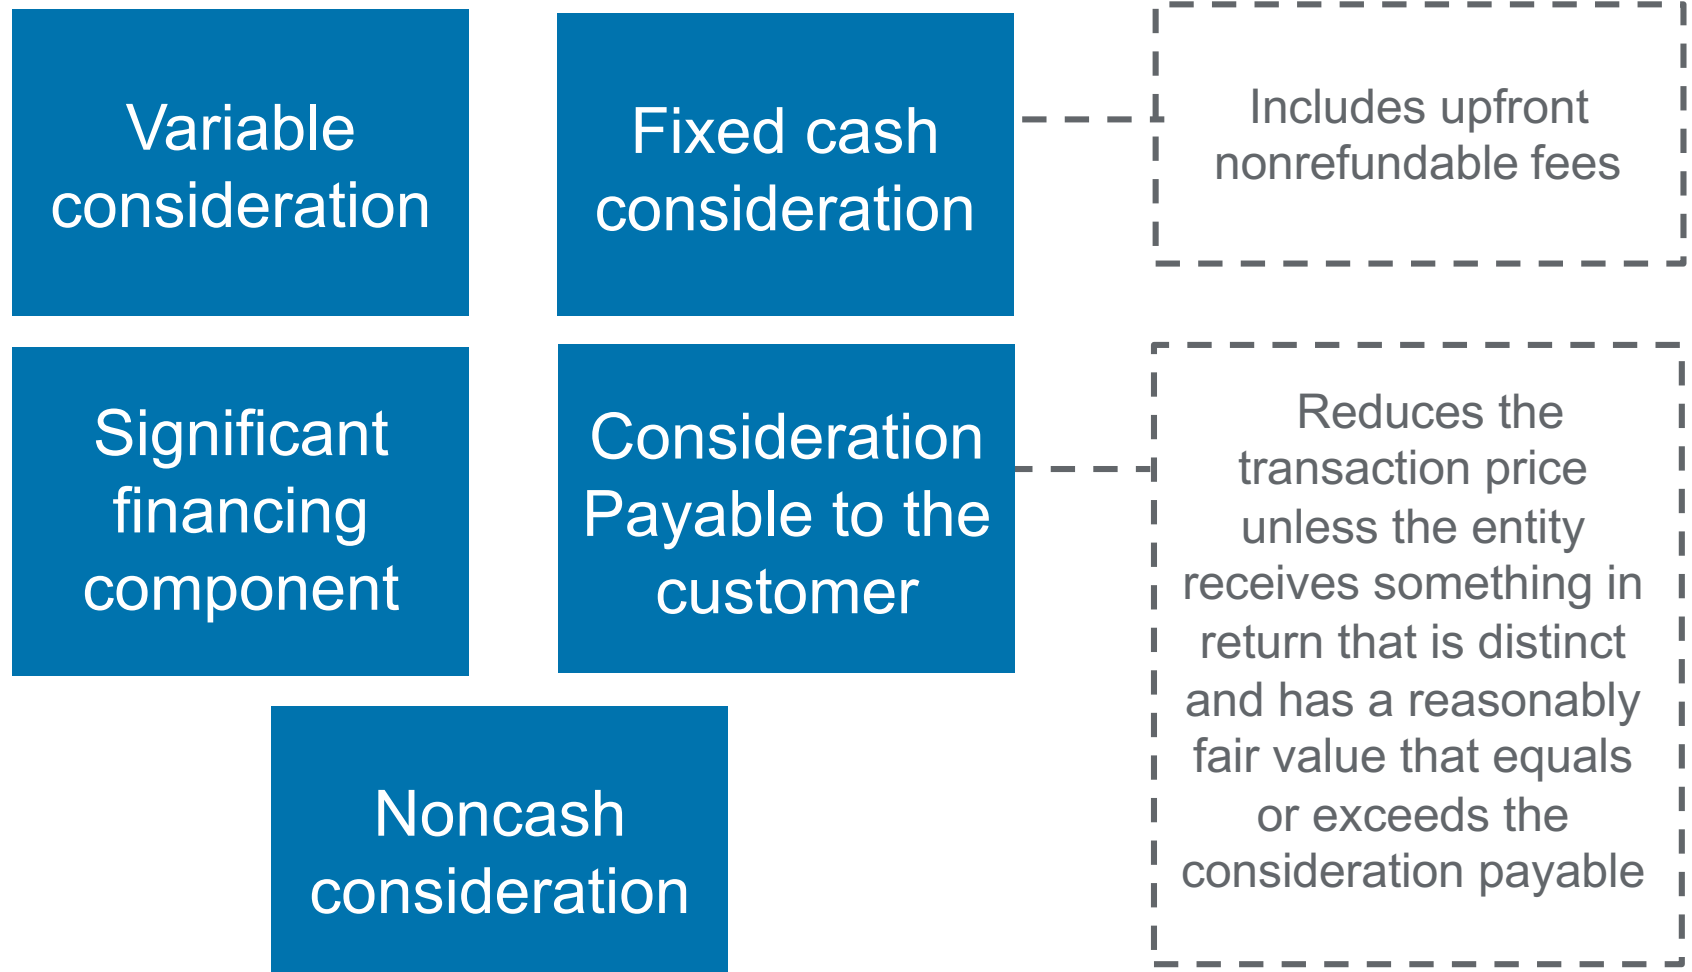 Variable
consideration
Fixed cash
consideration
Includes upfront
nonrefundable fees
Significant
financing
component
Consideration
Payable to the
customer
Reduces the
transaction price
unless the entity
receives something in
return that is distinct
and has a reasonably
fair value that equals
or exceeds the
consideration payable
Noncash
consideration